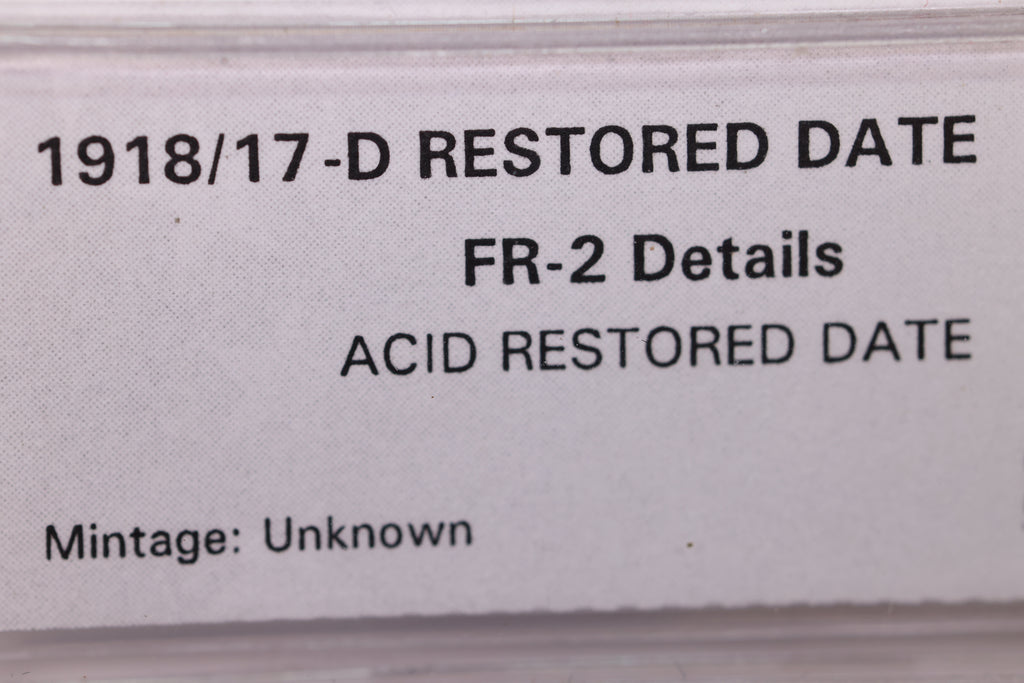 1918/17-D RESTORED DATE
FR-2 Details
ACID RESTORED DATE
Mintage: Unknown